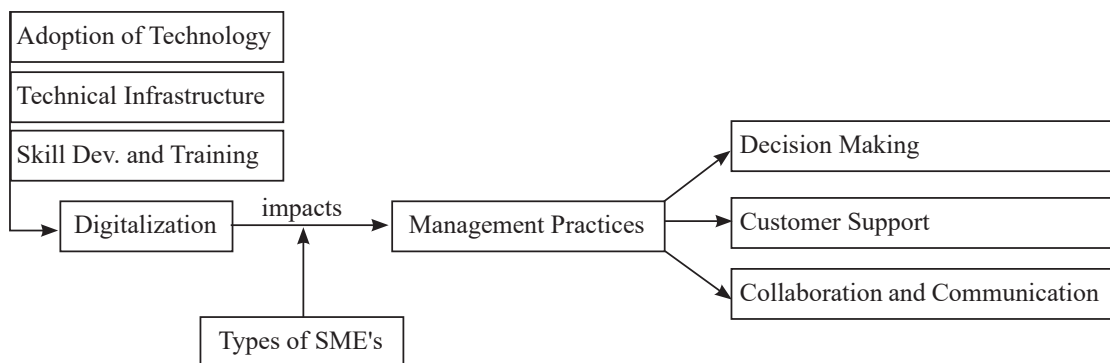 Adoption of Technology
Technical Infrastructure
Skill Dev. and Training
Digitalization
impacts
Management Practices
Types of SME's
Decision Making
Customer Support
Collaboration and Communication